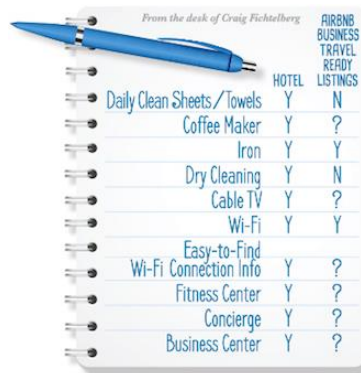 From the desk of Craig Fichtelberg
HOTEL
AIRBNB
BUSINESS
TRAVEL
READY
LISTINGS
Daily Clean Sheets/Towels Y N
Coffee Maker Y ?
Iron Y Y
Dry Cleaning Y N
Cable TV Y ?
Wi-Fi Y Y
Easy-to-Find
Wi-Fi Connection Info Y ?
Fitness Center Y ?
Concierge Y ?
Business Center Y ?